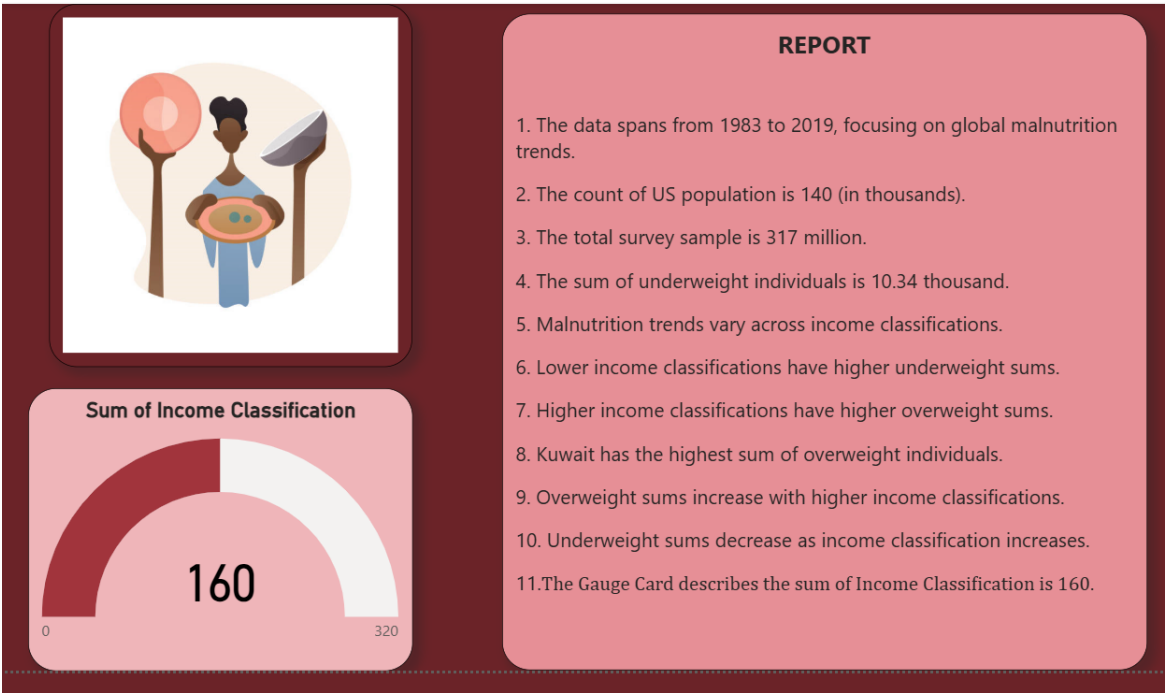 REPORT
1. The data spans from 1983 to 2019, focusing on global malnutrition
trends.
2. The count of US population is 140 (in thousands).
3. The total survey sample is 317 million.
4. The sum of underweight individuals is 10.34 thousand.
5. Malnutrition trends vary across income classifications.
6. Lower income classifications have higher underweight sums.
7. Higher income classifications have higher overweight sums.
8. Kuwait has the highest sum of overweight individuals.
9. Overweight sums increase with higher income classifications.
10. Underweight sums decrease as income classification increases.
11.The Gauge Card describes the sum of Income Classification is 160.
Sum of Income Classification
160
0
320